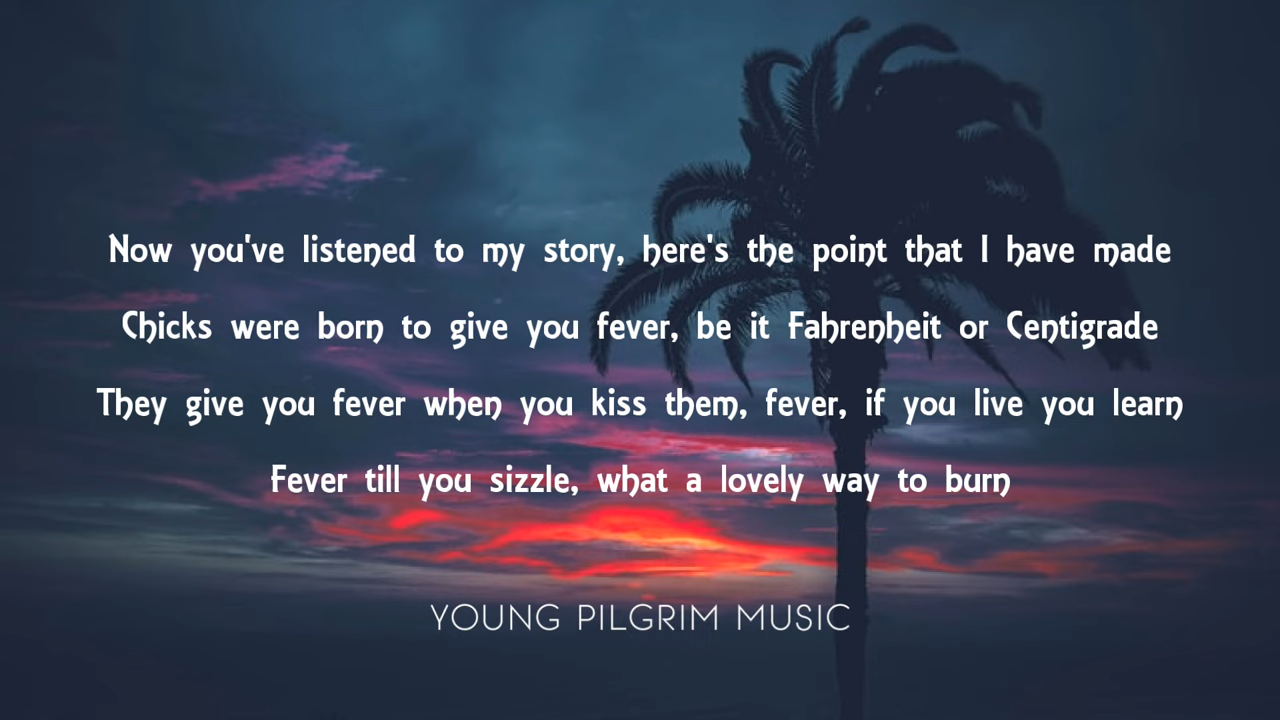 Now you've listened to my story, here's the point that I have made
Chicks were born to give you fever, be it Fahrenheit or Centigrade
They give you fever when you kiss them, fever, if you live you learn
Fever till you sizzle, what a lovely way to burn
YOUNG PILGRIM MUSIC